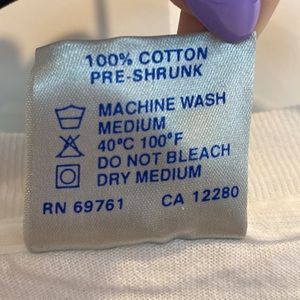 100% COTTON
PRE-SHRUNK
MACHINE WASH
MEDIUM
40°C 100°F
DO NOT BLEACH
DRY MEDIUM
RN 69761 CA 12280